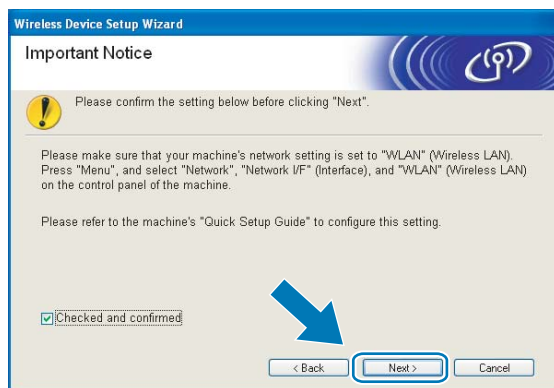 Wireless Device Setup Wizard
Important Notice
Please confirm the setting below before clicking "Next".
Please make sure that your machine's network setting is set to "WLAN" (Wireless LAN).
Press "Menu", and select "Network", "Network I/F" (Interface), and "WLAN" (Wireless LAN)
on the control panel of the machine.
Please refer to the machine's "Quick Setup Guide" to configure this setting.
Checked and confirmed
< Back
Next >
Cancel